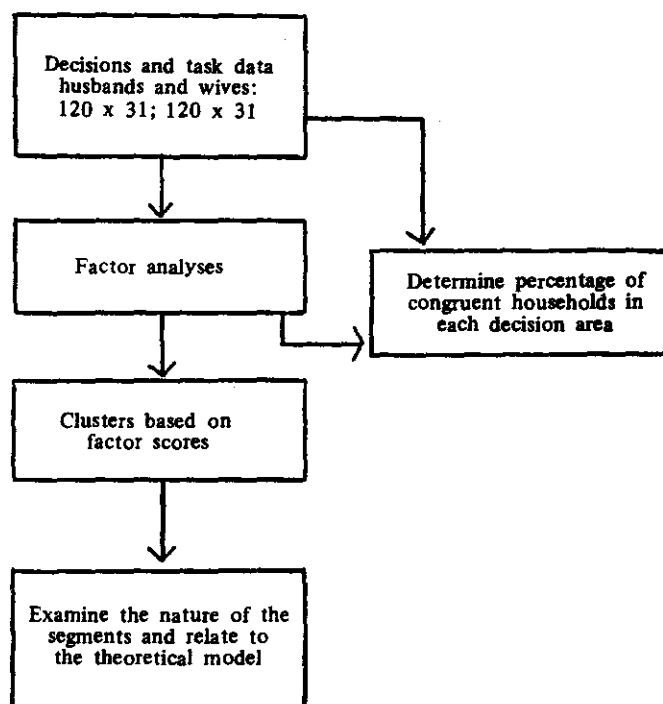 Decisions and task data
husbands and wives:
120 x 31; 120 x 31
Factor analyses
Determine percentage of
congruent households in
each decision area
Clusters based on
factor scores
Examine the nature of the
segments and relate to
the theoretical model